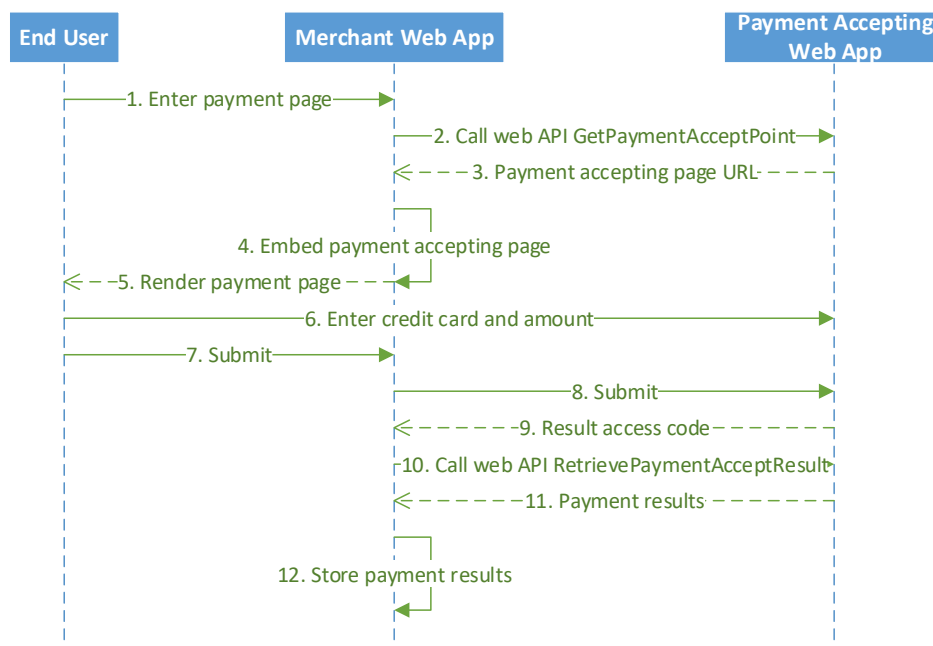 End User
Merchant Web App
Payment Accepting
Web App
1. Enter payment page
2. Call web API GetPaymentAcceptPoint
3. Payment accepting page URL
4. Embed payment accepting page
5. Render payment page
6. Enter credit card and amount
7. Submit
8. Submit
9. Result access code
10. Call web API RetrievePaymentAcceptResult
11. Payment results
12. Store payment results